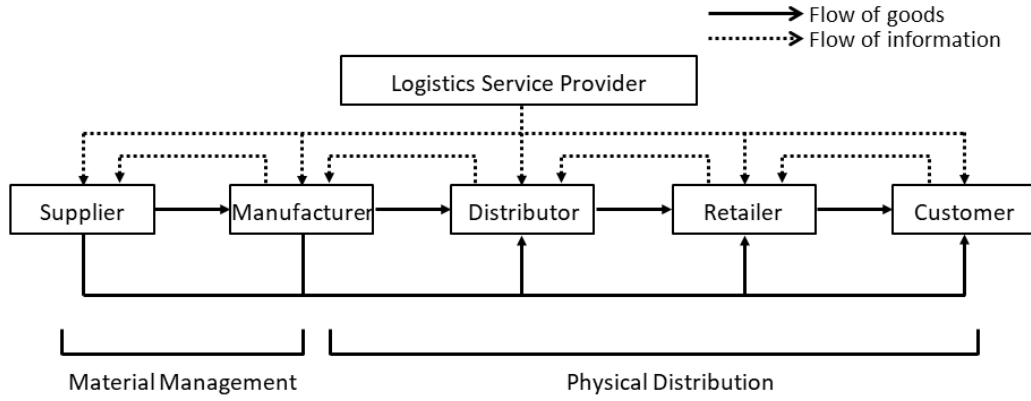 Flow of goods
Flow of information
Logistics Service Provider
Supplier
Manufacturer
Distributor
Retailer
Customer
Material Management
Physical Distribution